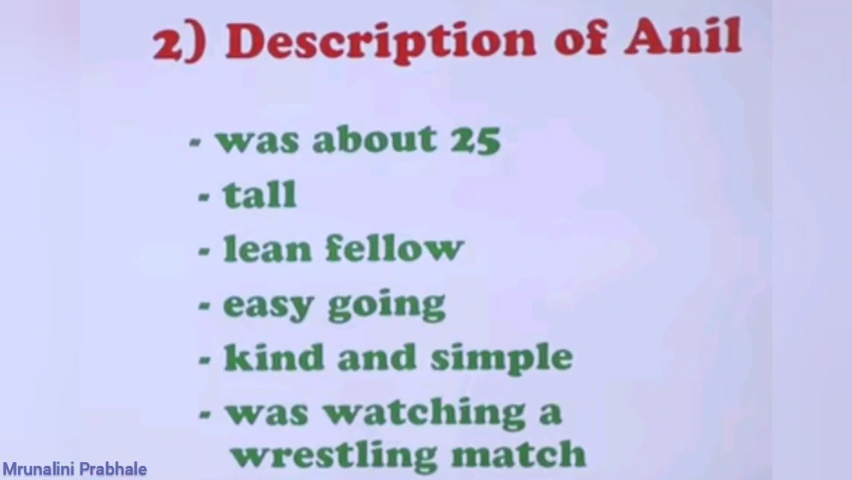 2) Description of Anil
- was about 25
- tall
- lean fellow
- easy going
- kind and simple
- was watching a
wrestling match
Mrunalini Prabhale